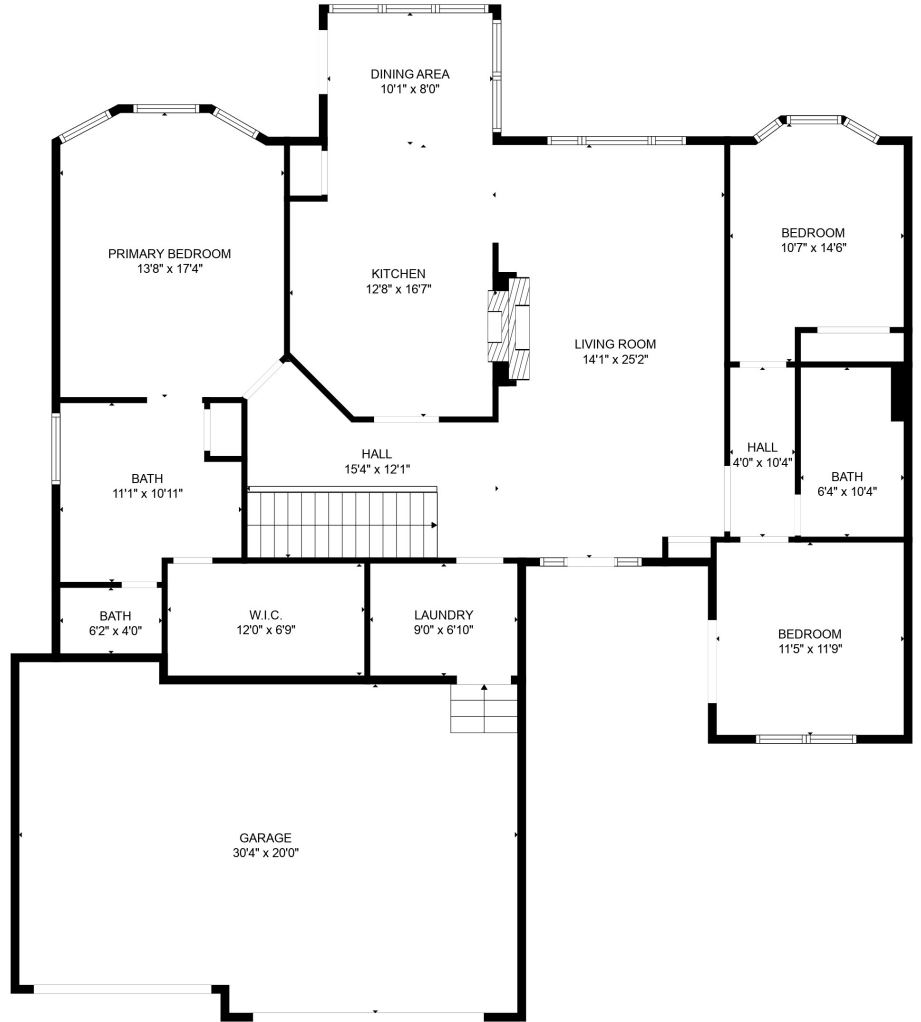 DINING AREA
10'1" x 8'0"
BEDROOM
10'7" x 14'6"
PRIMARY BEDROOM
13'8" x 17'4"
KITCHEN
12'8" x 16'7"
LIVING ROOM
14'1" x 25'2"
HALL
15'4" x 12'1"
HALL
4'0" x 10'4"
BATH
11'1" x 10'11"
BATH
6'4" x 10'4"
BATH
6'2" x 4'0"
W.I.C.
12'0" x 6'9"
LAUNDRY
9'0" x 6'10"
BEDROOM
11'5" x 11'9"
GARAGE
30'4" x 20'0"